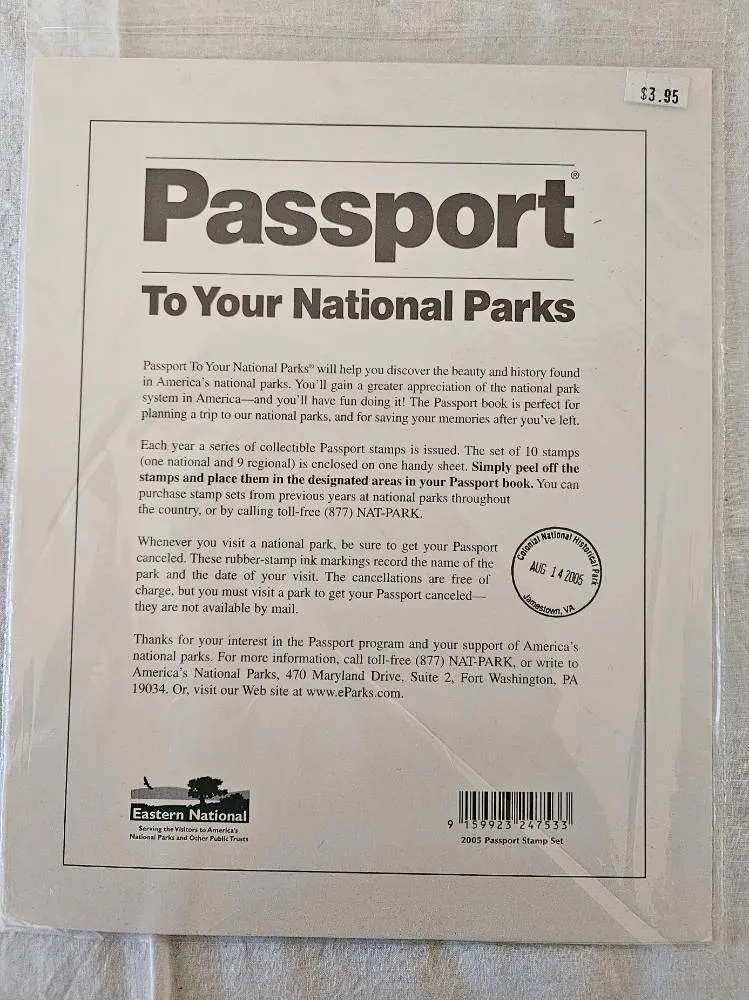 $3.95
Passport®
To Your National Parks
Passport To Your National Parks® will help you discover the beauty and history found
in America's national parks. You'll gain a greater appreciation of the national park
system in America—and you'll have fun doing it! The Passport book is perfect for
planning a trip to our national parks, and for saving your memories after you've left.
Each year a series of collectible Passport stamps is issued. The set of 10 stamps
(one national and 9 regional) is enclosed on one handy sheet. Simply peel off the
stamps and place them in the designated areas in your Passport book. You can
purchase stamp sets from previous years at national parks throughout
the country, or by calling toll-free (877) NAT-PARK.
Whenever you visit a national park, be sure to get your Passport
canceled. These rubber-stamp ink markings record the name of the
park and the date of your visit. The cancellations are free of
charge, but you must visit a park to get your Passport canceled—
they are not available by mail.
Colonial National Historical Park
AUG 14 2005
Jamestown, VA
Thanks for your interest in the Passport program and your support of America's
national parks. For more information, call toll-free (877) NAT-PARK, or write to
America's National Parks, 470 Maryland Drive, Suite 2, Fort Washington, PA
19034. Or, visit our Web site at www.eParks.com.
Eastern National
Serving the Visitors to America's
National Parks and Other Public Trusts
9 159923 247533
2005 Passport Stamp Set